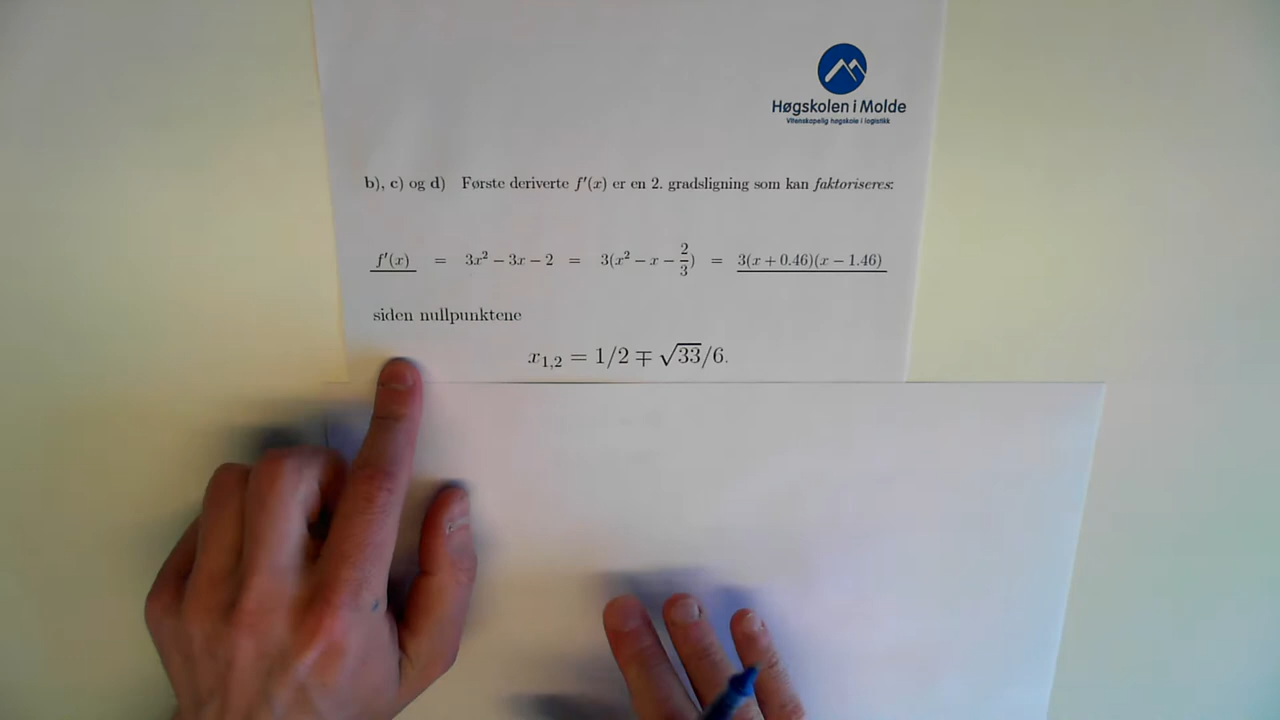 Høgskolen i Molde
Vitenskapelig høgskole i logistikk
b), c) og d) Første deriverte f′(x) er en 2. gradsligning som kan faktoriseres:
f′(x) = 3x² − 3x − 2 = 3(x² − x − 2/3) = 3(x + 0.46)(x − 1.46)
siden nullpunktene
x₁,₂ = 1/2 ∓ √33/6.